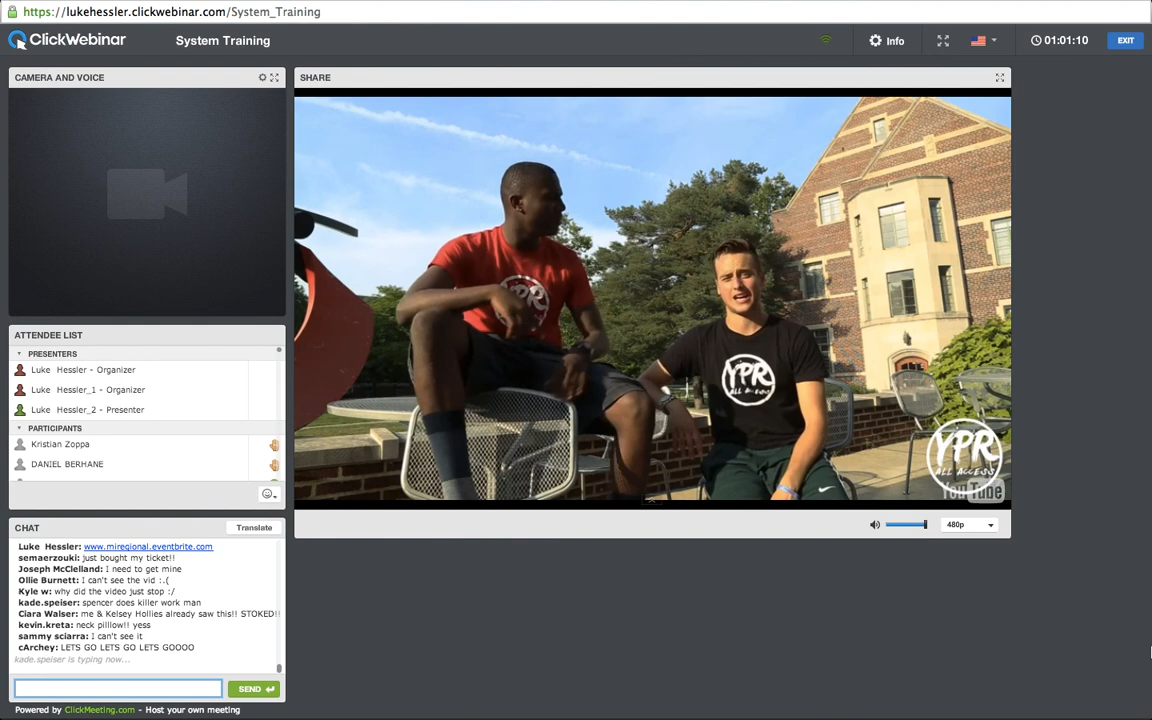 https://lukehessler.clickwebinar.com/System_Training
ClickWebinar
System Training
Info
01:01:10
EXIT
CAMERA AND VOICE
SHARE
YPR
YPR
ALL ACCESS
YPR
ALL ACCESS
YouTube
480p
ATTENDEE LIST
PRESENTERS
Luke Hessler - Organizer
Luke Hessler_1 - Organizer
Luke Hessler_2 - Presenter
PARTICIPANTS
Kristian Zoppa
DANIEL BERHANE
CHAT
Translate
Luke Hessler: www.miregional.eventbrite.com
semaerzouki: just bought my ticket!!
Joseph McClelland: I need to get mine
Ollie Burnett: I can't see the vid :.(
Kyle w: why did the video just stop :/
kade.speiser: spencer does killer work man
Ciara Walser: me & Kelsey Hollies already saw this!! STOKED!!
kevin.kreta: neck pilllow!! yess
sammy sciarra: I can't see it
cArchey: LETS GO LETS GO LETS GOOOO
kade.speiser is typing now...
SEND
Powered by ClickMeeting.com - Host your own meeting